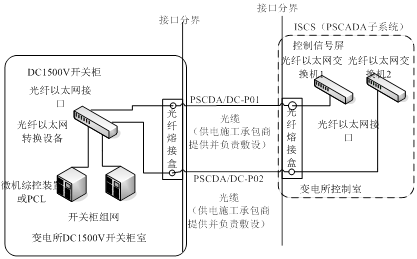 接口分界
接口分界
ISCS（PSCADA子系统）
控制信号屏
光纤以太网交
换机1
光纤以太网交
换机2
DC1500V开关柜
光纤以太网接
口
光纤以太网
转换设备
PSCDA/DC-P01
光缆
（供电施工承包商
提供并负责敷设）
光纤熔接盒
光纤熔接盒
光纤以太网接
口
PSCDA/DC-P02
光缆
（供电施工承包商
提供并负责敷设）
微机综控装置
或PCL
开关柜组网
变电所DC1500V开关柜室
变电所控制室